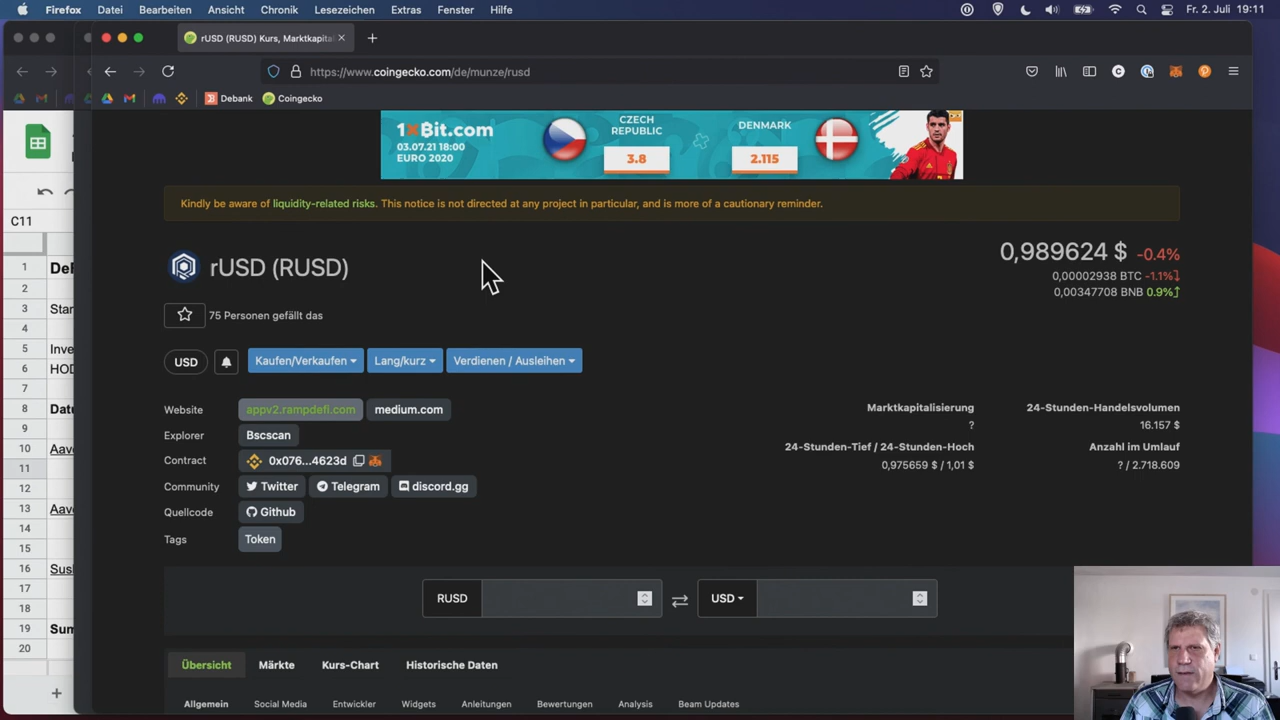 Firefox Datei Bearbeiten Ansicht Chronik Lesezeichen Extras Fenster Hilfe Fr. 2. Juli 19:11
rUSD (RUSD) Kurs, Marktkapita
https://www.coingecko.com/de/munze/rusd
Debank Coingecko
1XBit.com
03.07.21 18:00
EURO 2020
CZECH
REPUBLIC
3.8
DENMARK
2.115
Kindly be aware of liquidity-related risks. This notice is not directed at any project in particular, and is more of a cautionary reminder.
rUSD (RUSD)
0,989624 $ -0.4%
0,00002938 BTC -1.1%
0,00347708 BNB 0.9%
75 Personen gefällt das
USD Kaufen/Verkaufen Lang/kurz Verdienen / Ausleihen
Website appv2.rampdefi.com medium.com
Explorer Bscscan
Contract 0x076...4623d
Community Twitter Telegram discord.gg
Quellcode Github
Tags Token
Marktkapitalisierung
?
24-Stunden-Handelsvolumen
16.157 $
24-Stunden-Tief / 24-Stunden-Hoch
0,975659 $ / 1,01 $
Anzahl im Umlauf
? / 2.718.609
RUSD USD
Übersicht Märkte Kurs-Chart Historische Daten
Allgemein Social Media Entwickler Widgets Anleitungen Bewertungen Analysis Beam Updates
C11
1 DeF
2
3 Star
4
5 Inve
6 HOD
7
8 Datu
9
10 Aave
11
12
13 Aave
14
15
16 Sush
17
18
19 Sum
20